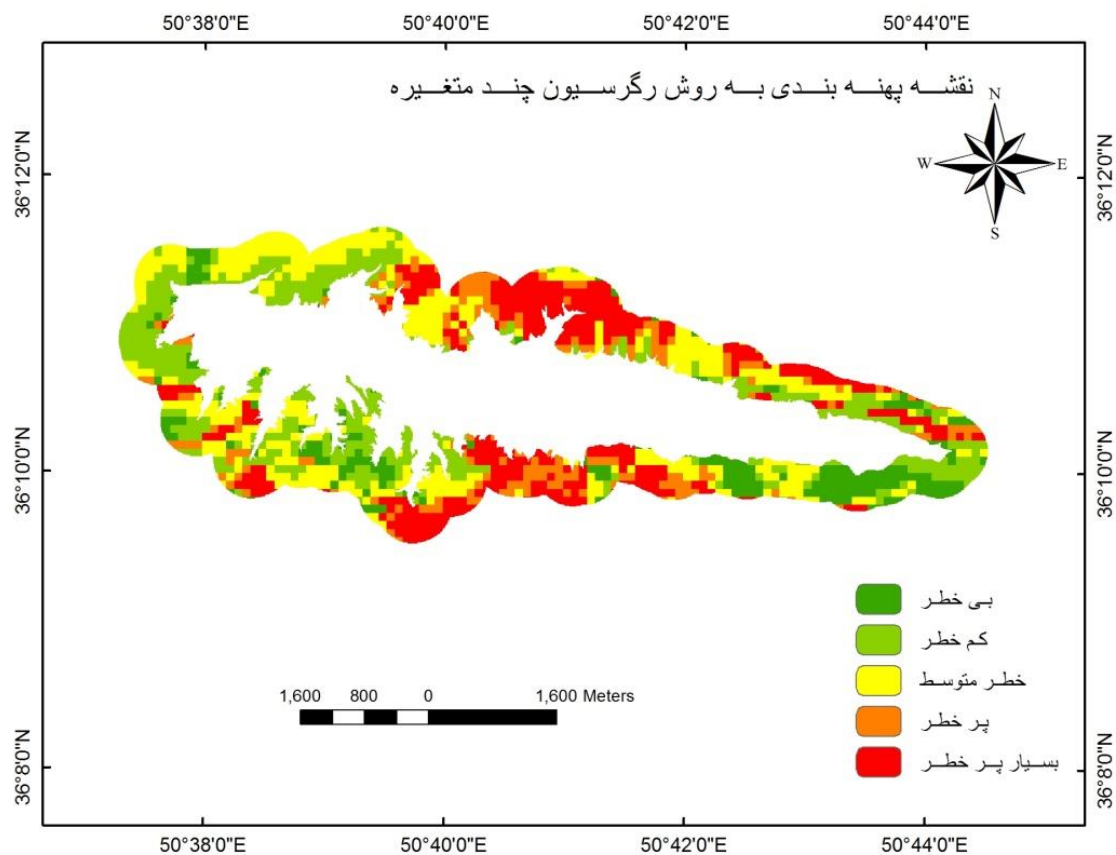 50°38'0"E 50°40'0"E 50°42'0"E 50°44'0"E
نقشه پهنه بندی به روش رگرسیون چند متغیره
N
W E
S
36°12'0"N 36°12'0"N
36°10'0"N 36°10'0"N
بی خطر
کم خطر
خطر متوسط
پر خطر
بسیار پر خطر
1,600 800 0 1,600 Meters
36°8'0"N 36°8'0"N
50°38'0"E 50°40'0"E 50°42'0"E 50°44'0"E